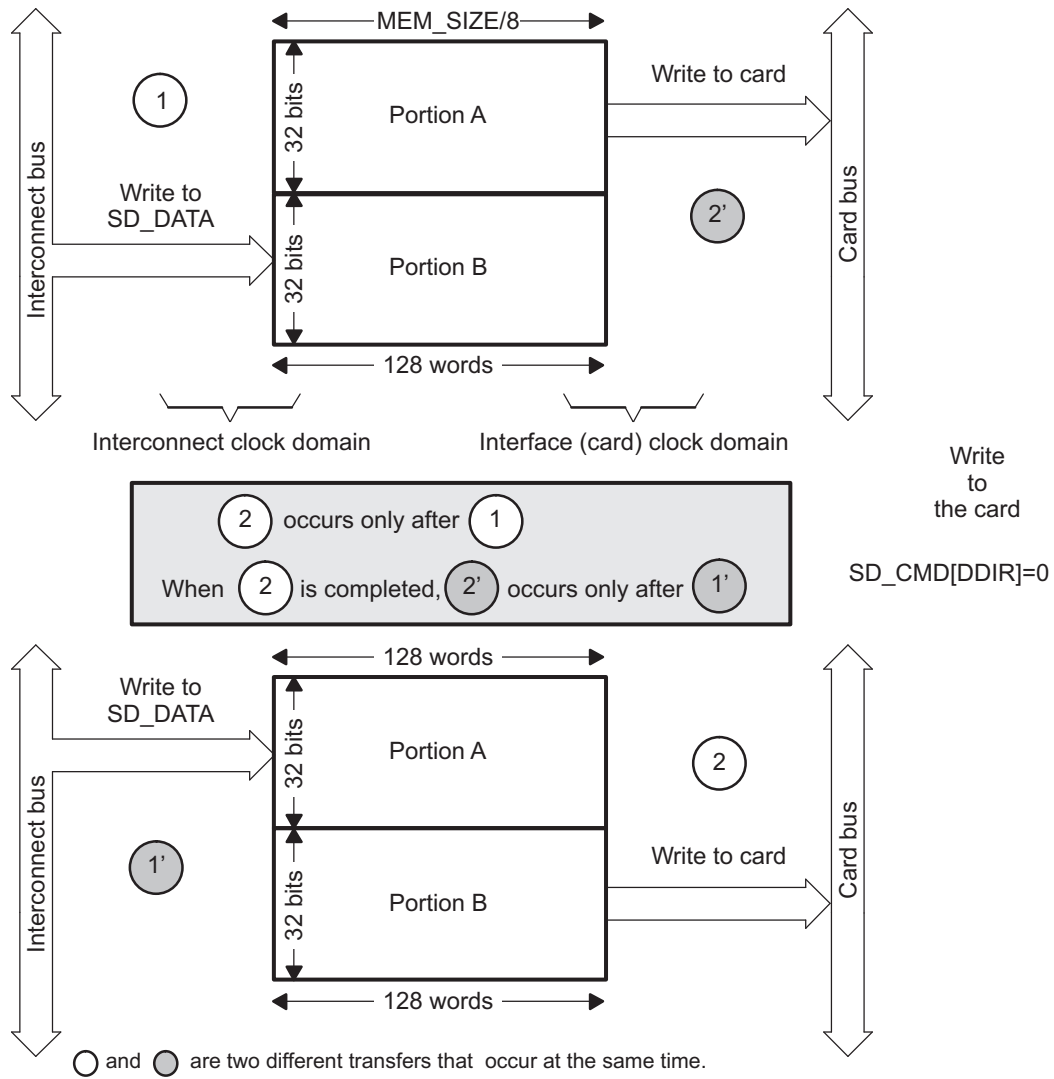 MEM_SIZE/8
Interconnect bus
1
Write to
SD_DATA
32 bits
Portion A
32 bits
Portion B
Write to card
2’
Card bus
128 words
Interconnect clock domain
Interface (card) clock domain
Write
to
the card
SD_CMD[DDIR]=0
2 occurs only after 1
When 2 is completed, 2’ occurs only after 1’
128 words
Interconnect bus
Write to
SD_DATA
1’
32 bits
Portion A
32 bits
Portion B
2
Write to card
Card bus
128 words
and are two different transfers that occur at the same time.